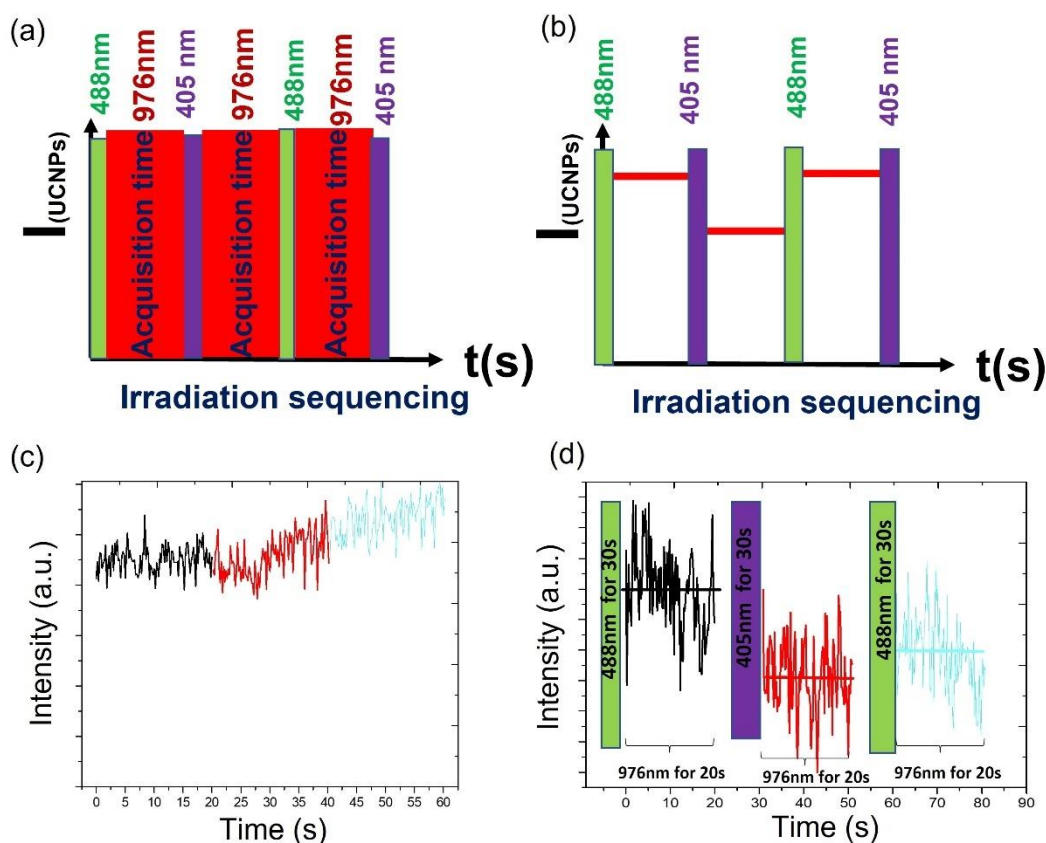 (a)
488nm
976nm
405 nm
976nm
488nm
976nm
405 nm
Acquisition time
Acquisition time
Acquisition time
I(UCNPs)
t(s)
Irradiation sequencing
(b)
488nm
405 nm
488nm
405 nm
I(UCNPs)
t(s)
Irradiation sequencing
(c)
Intensity (a.u.)
0 5 10 15 20 25 30 35 40 45 50 55 60
Time (s)
(d)
Intensity (a.u.)
488nm for 30s
405nm for 30s
488nm for 30s
976nm for 20s
976nm for 20s
976nm for 20s
0 10 20 30 40 50 60 70 80 90
Time (s)